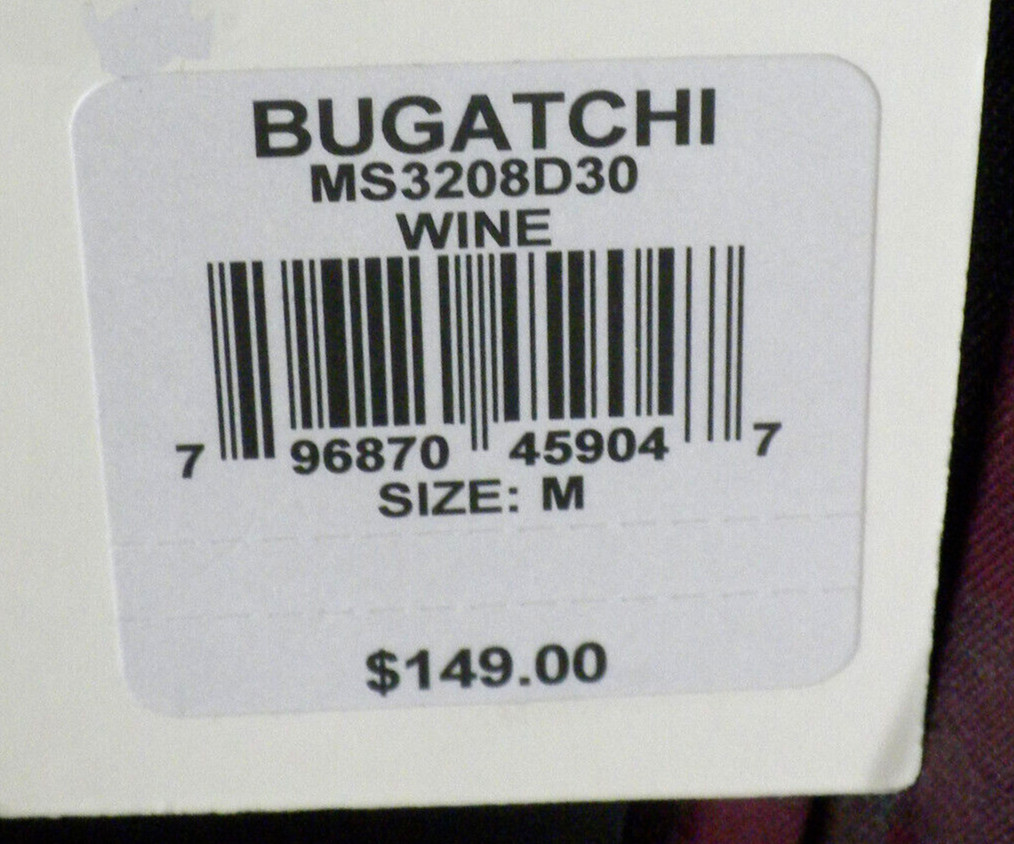 BUGATCHI
MS3208D30
WINE
7 96870 45904 7
SIZE: M
$149.00